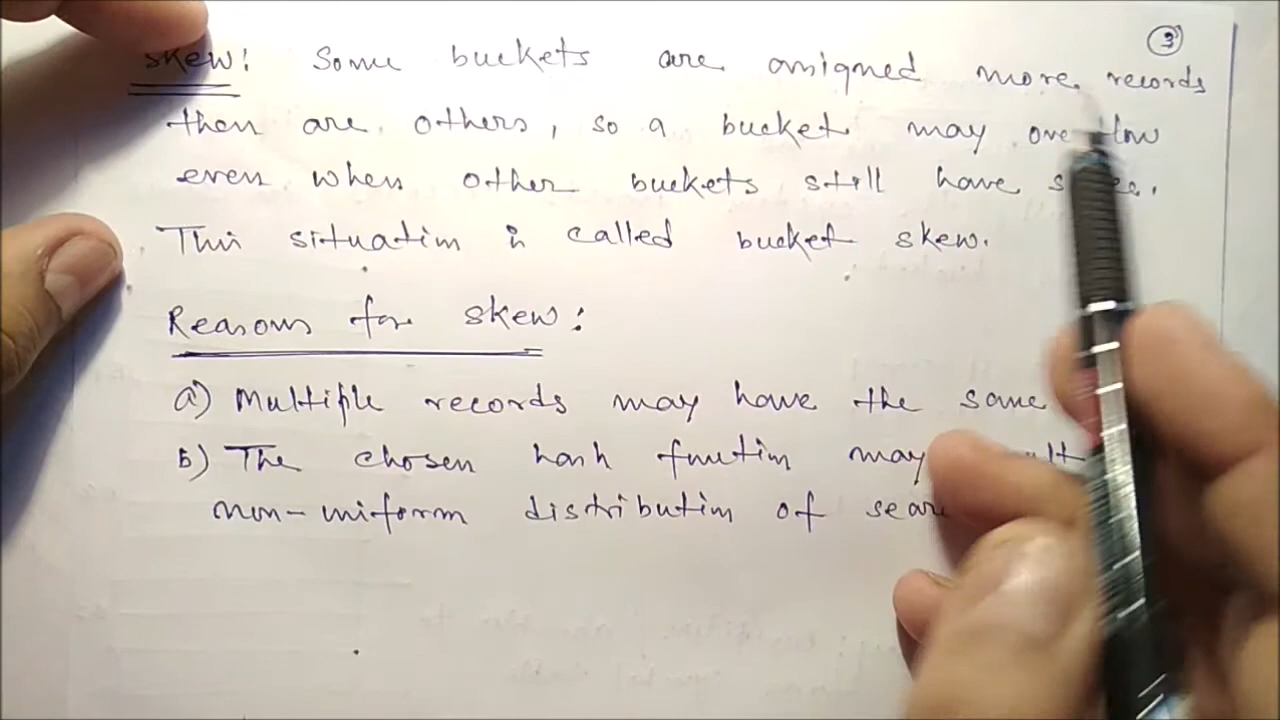 3
Skew: Some buckets are assigned more records
than are others, so a bucket may overflow
even when other buckets still have
This situation is called bucket skew.
Reasons for skew:
a) Multiple records may have the same
b) The chosen hash function may
non-uniform distribution of